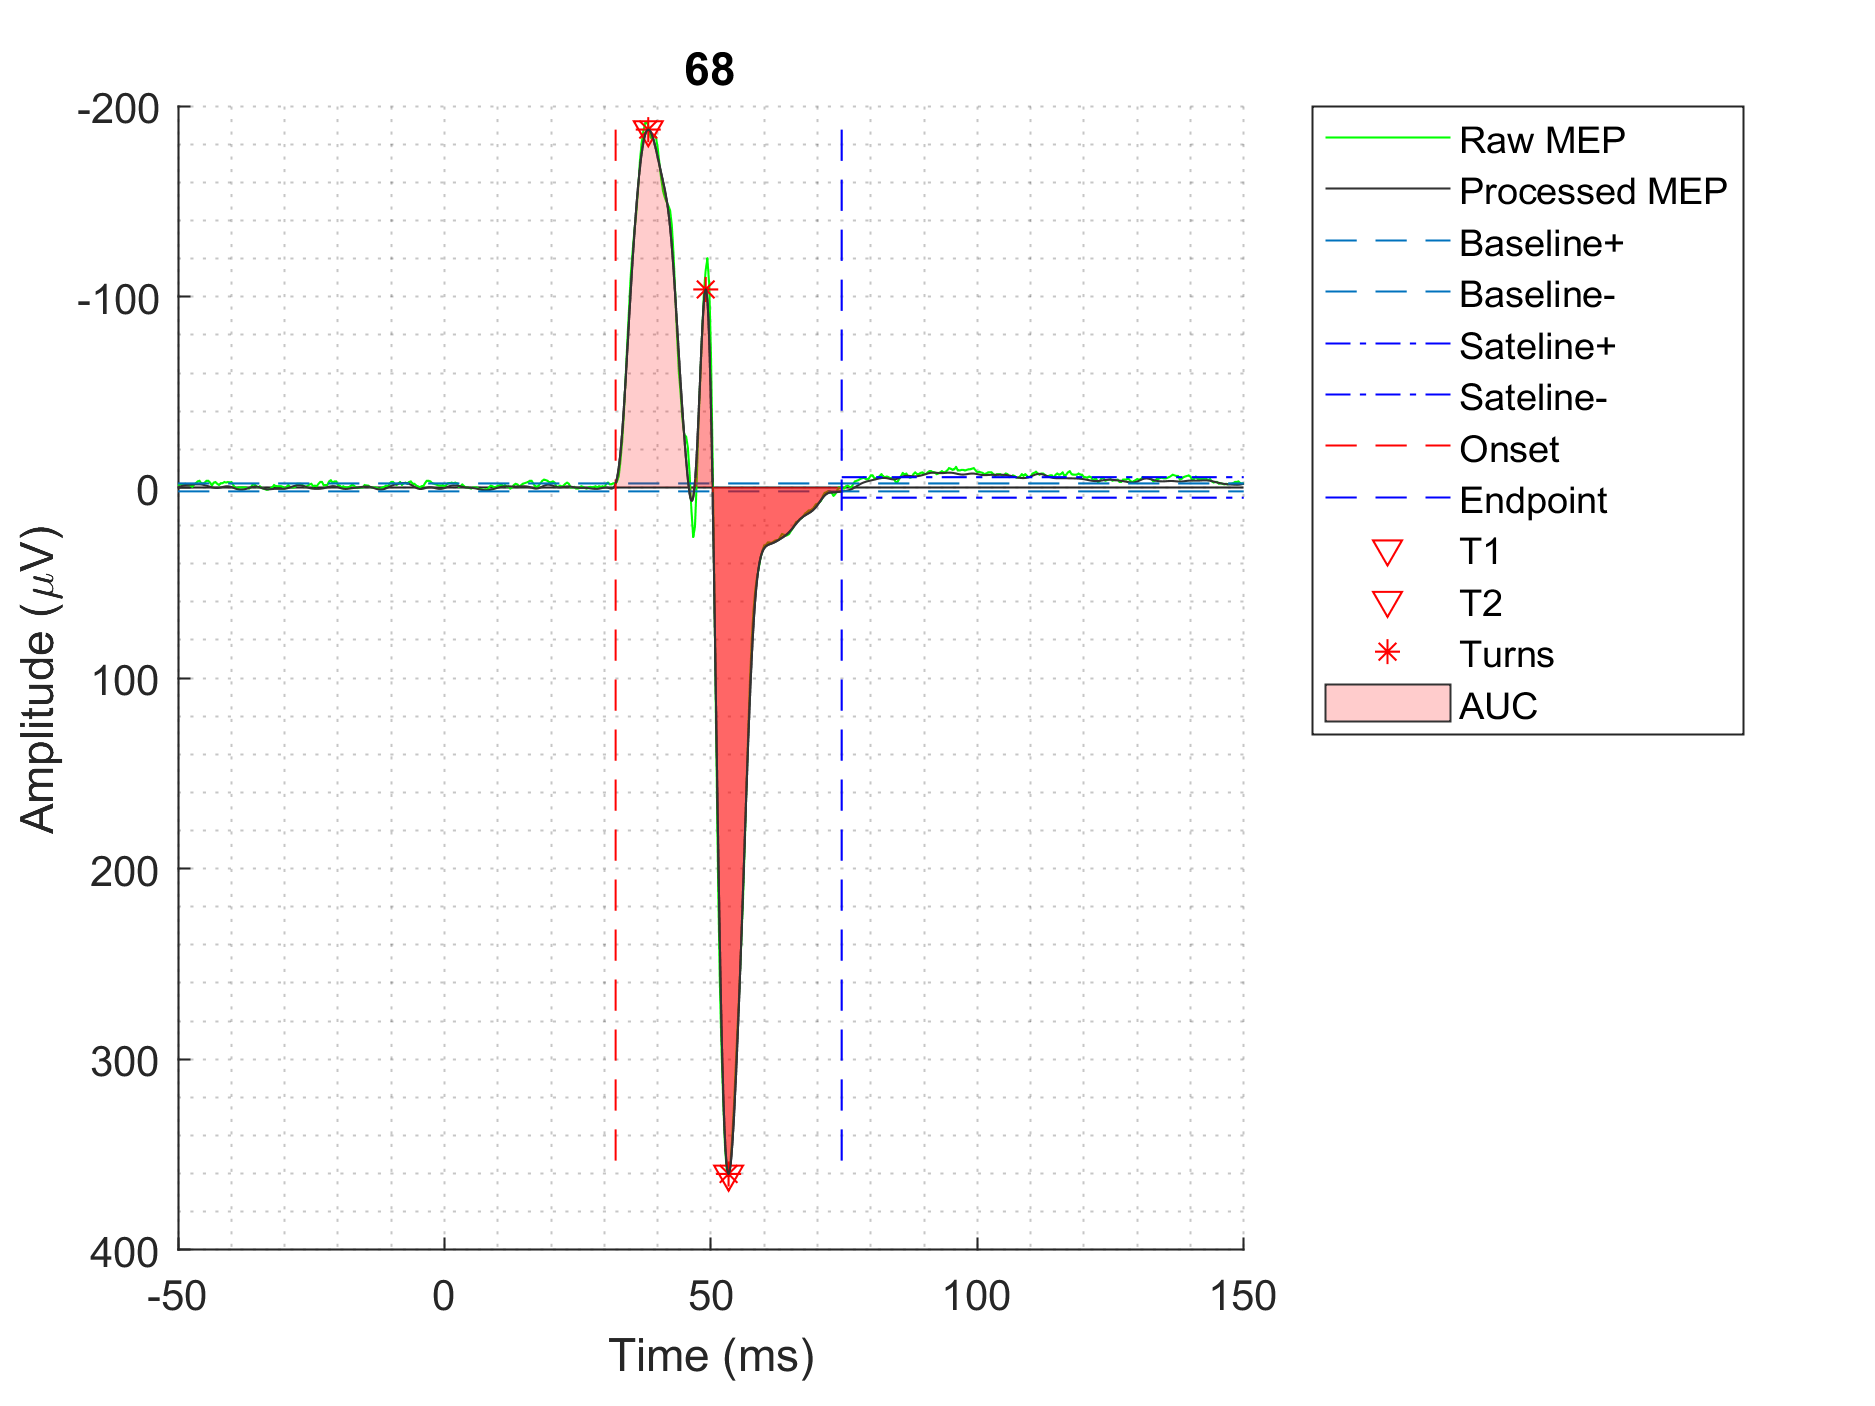 68
-200
-100
0
100
200
300
400
-50 0 50 100 150
Time (ms)
Amplitude (μV)
Raw MEP
Processed MEP
Baseline+
Baseline-
Sateline+
Sateline-
Onset
Endpoint
T1
T2
Turns
AUC